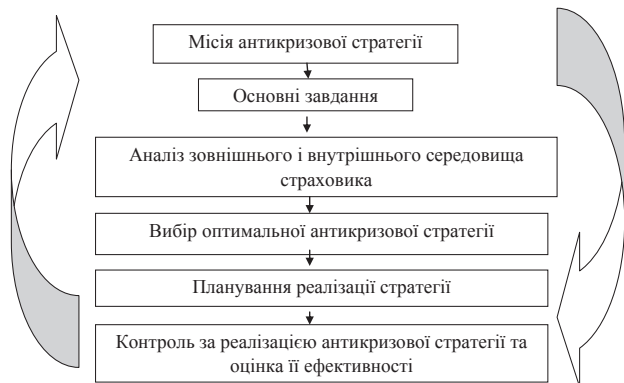 Місія антикризової стратегії
Основні завдання
Аналіз зовнішнього і внутрішнього середовища
страховика
Вибір оптимальної антикризової стратегії
Планування реалізації стратегії
Контроль за реалізацією антикризової стратегії та
оцінка її ефективності